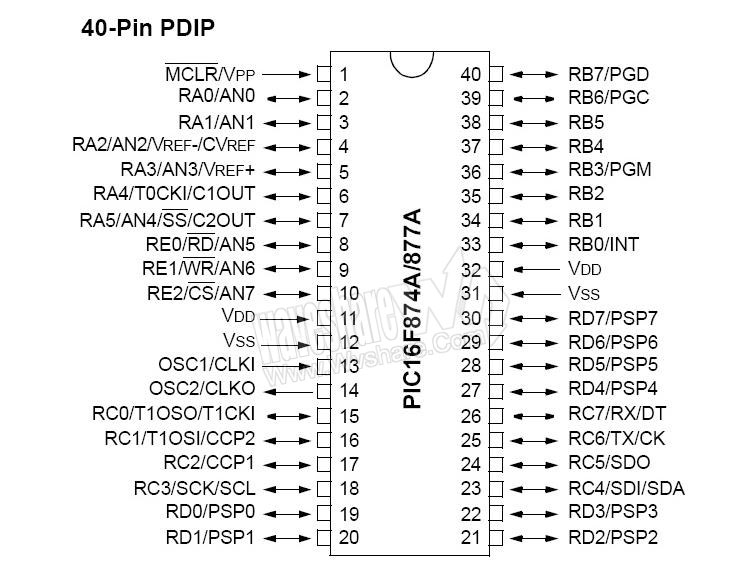 40-Pin PDIP
MCLR/VPP 1 40 RB7/PGD
RA0/AN0 2 39 RB6/PGC
RA1/AN1 3 38 RB5
RA2/AN2/VREF-/CVREF 4 37 RB4
RA3/AN3/VREF+ 5 36 RB3/PGM
RA4/T0CKI/C1OUT 6 35 RB2
RA5/AN4/SS/C2OUT 7 34 RB1
RE0/RD/AN5 8 33 RB0/INT
RE1/WR/AN6 9 32 VDD
RE2/CS/AN7 10 31 VSS
VDD 11 30 RD7/PSP7
VSS 12 29 RD6/PSP6
OSC1/CLKI 13 28 RD5/PSP5
OSC2/CLKO 14 27 RD4/PSP4
RC0/T1OSO/T1CKI 15 26 RC7/RX/DT
RC1/T1OSI/CCP2 16 25 RC6/TX/CK
RC2/CCP1 17 24 RC5/SDO
RC3/SCK/SCL 18 23 RC4/SDI/SDA
RD0/PSP0 19 22 RD3/PSP3
RD1/PSP1 20 21 RD2/PSP2
PIC16F874A/877A